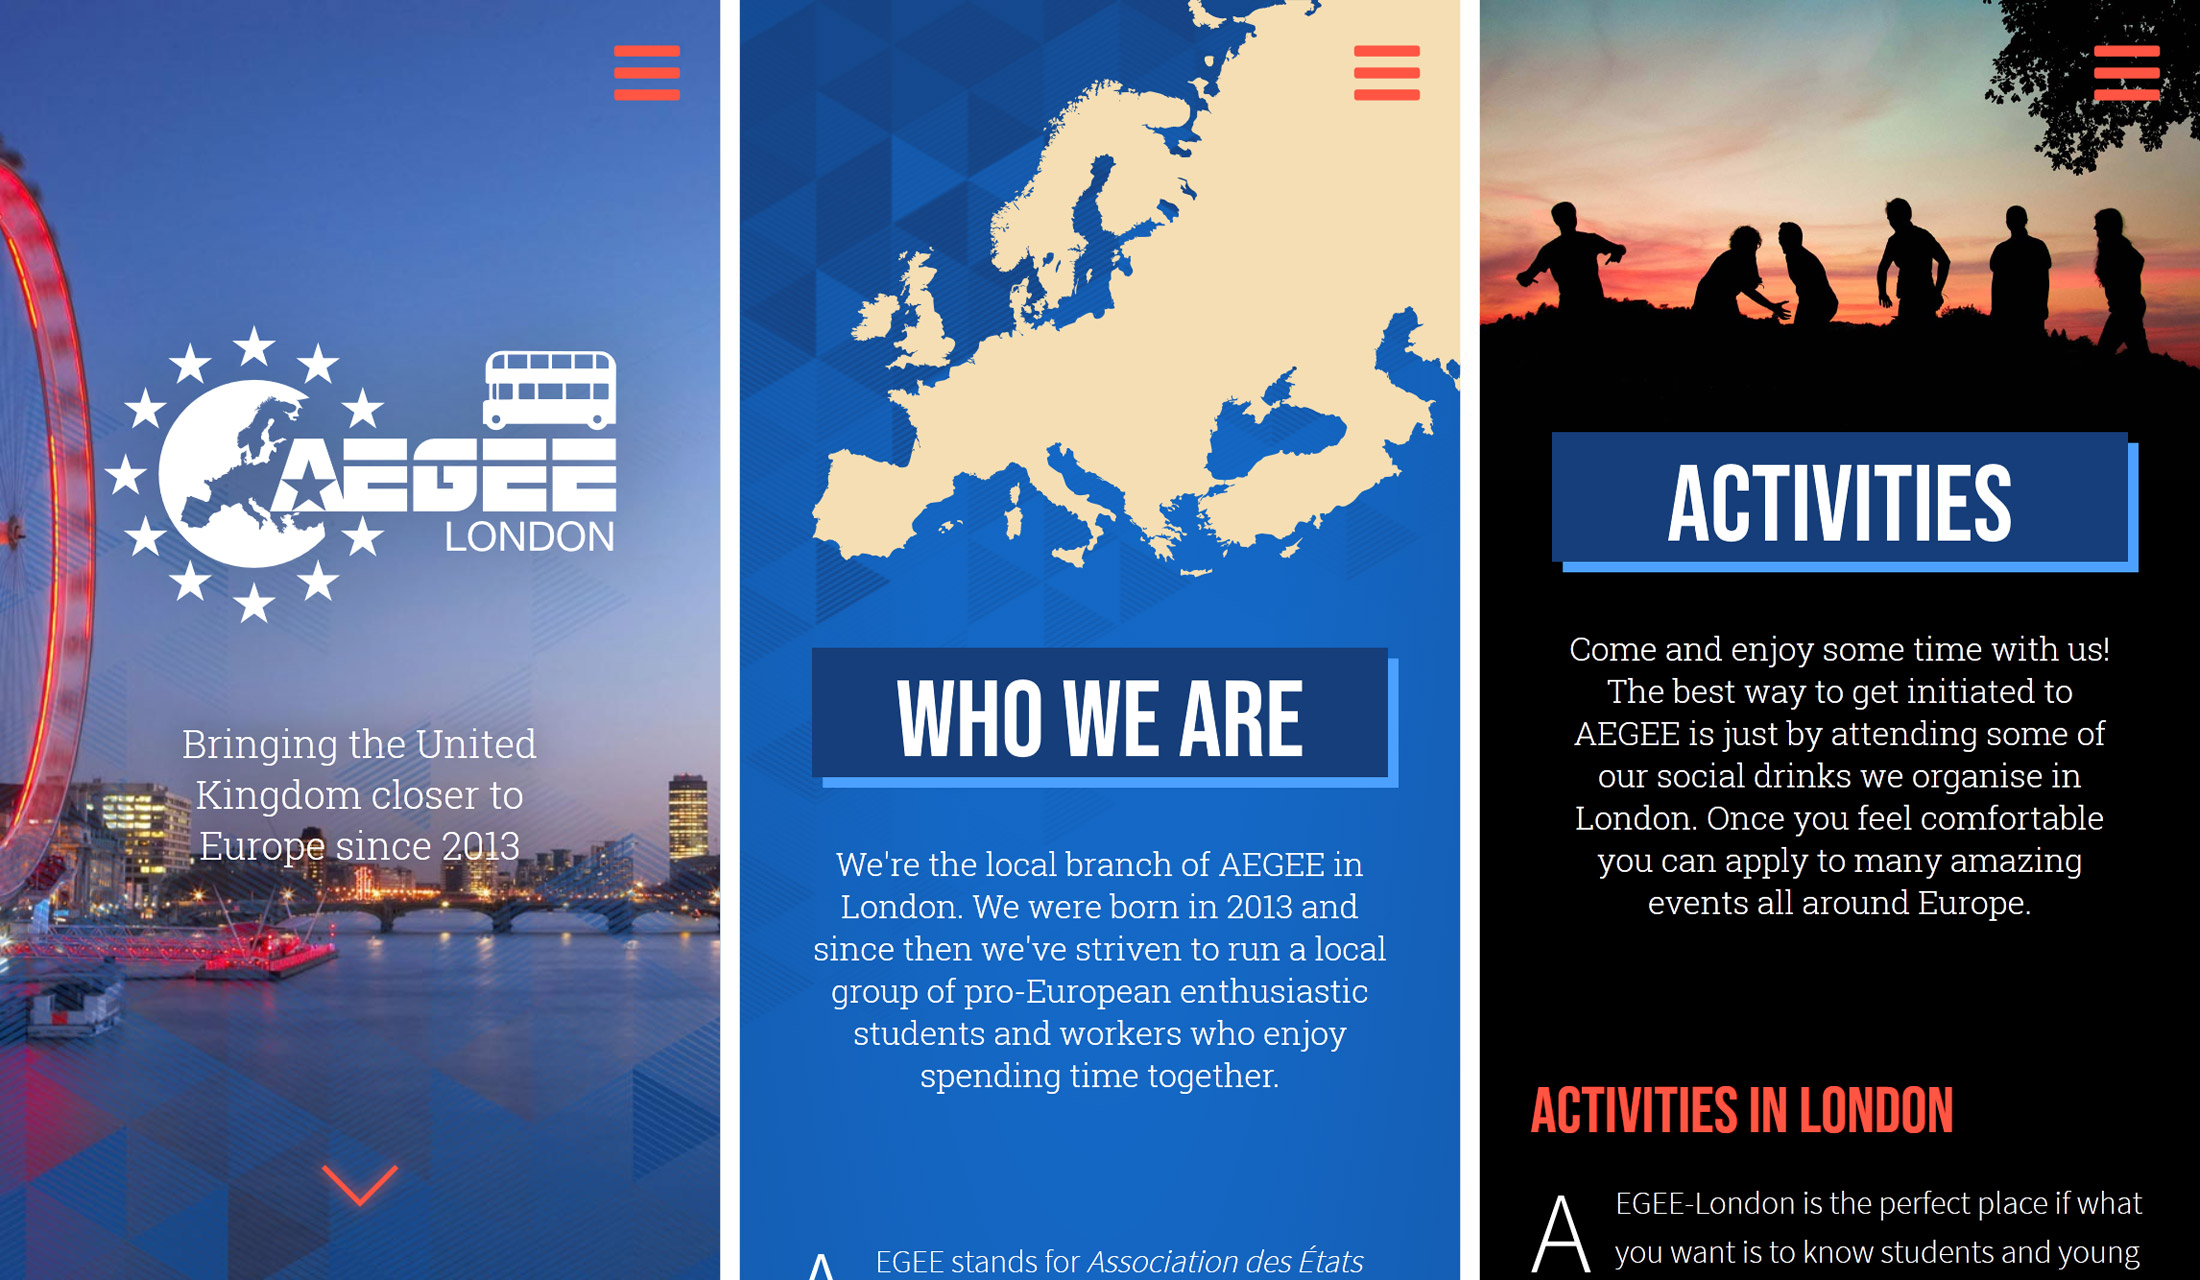 AEGEE
LONDON
Bringing the United
Kingdom closer to
Europe since 2013
WHO WE ARE
We're the local branch of AEGEE in
London. We were born in 2013 and
since then we've striven to run a local
group of pro-European enthusiastic
students and workers who enjoy
spending time together.
AEGEE stands for Association des États
ACTIVITIES
Come and enjoy some time with us!
The best way to get initiated to
AEGEE is just by attending some of
our social drinks we organise in
London. Once you feel comfortable
you can apply to many amazing
events all around Europe.
ACTIVITIES IN LONDON
AEGEE-London is the perfect place if what
you want is to know students and young